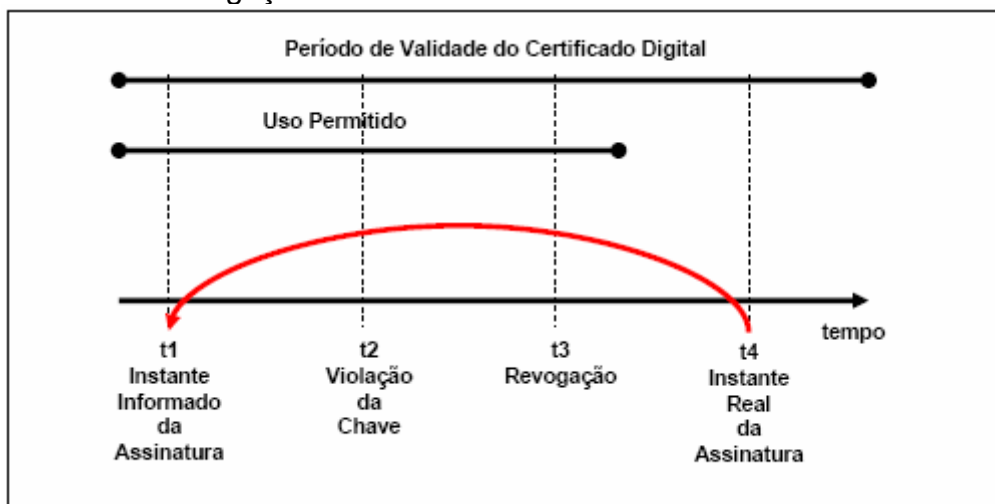 Período de Validade do Certificado Digital
Uso Permitido
tempo
t1
Instante
Informado
da
Assinatura
t2
Violação
da
Chave
t3
Revogação
t4
Instante
Real
da
Assinatura